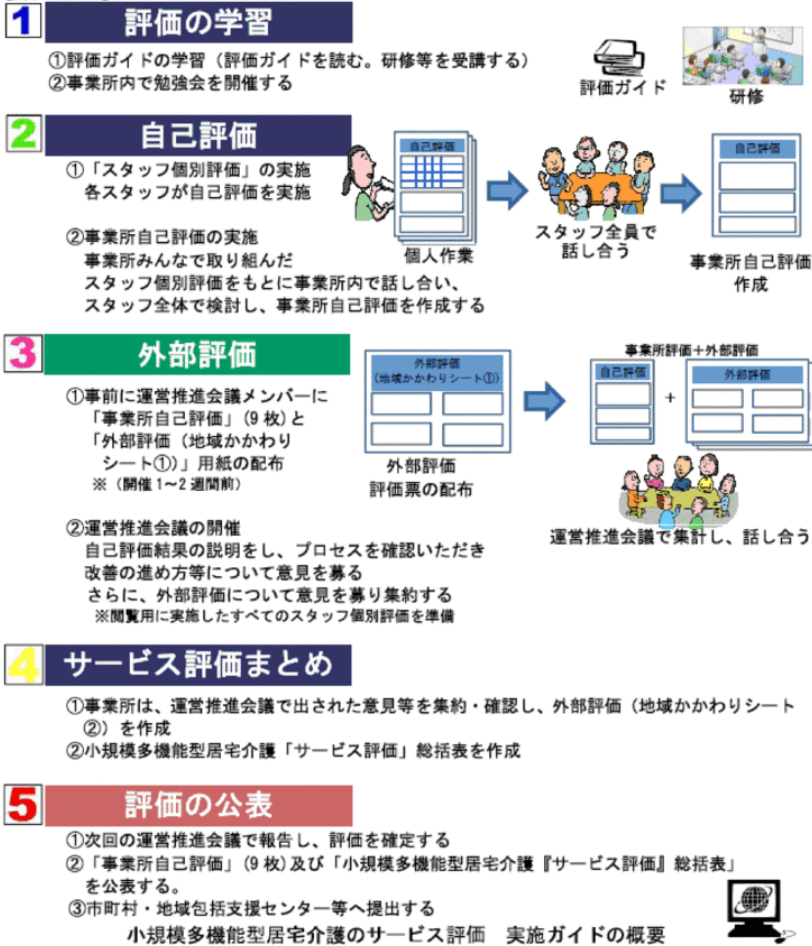 1 評価の学習
①評価ガイドの学習（評価ガイドを読む。研修等を受講する）
②事業所内で勉強会を開催する
評価ガイド
研修
2 自己評価
①「スタッフ個別評価」の実施
各スタッフが自己評価を実施
②事業所自己評価の実施
事業所みんなで取り組んだ
スタッフ個別評価をもとに事業所内で話し合い、
スタッフ全体で検討し、事業所自己評価を作成する
自己評価
個人作業
スタッフ全員で
話し合う
自己評価
事業所自己評価
作成
3 外部評価
①事前に運営推進会議メンバーに
「事業所自己評価」(9 枚)と
「外部評価（地域かかわり
シート①）」用紙の配布
※（開催 1～2 週間前）
②運営推進会議の開催
自己評価結果の説明をし、プロセスを確認いただき
改善の進め方等について意見を募る
さらに、外部評価について意見を募り集約する
※閲覧用に実施したすべてのスタッフ個別評価を準備
外部評価
(地域かかわりシート①)
外部評価
評価票の配布
事業所評価＋外部評価
自己評価
+
外部評価
運営推進会議で集計し、話し合う
4 サービス評価まとめ
①事業所は、運営推進会議で出された意見等を集約・確認し、外部評価（地域かかわりシート
②）を作成
②小規模多機能型居宅介護「サービス評価」総括表を作成
5 評価の公表
①次回の運営推進会議で報告し、評価を確定する
②「事業所自己評価」(9 枚)及び「小規模多機能型居宅介護『サービス評価』総括表」
を公表する。
③市町村・地域包括支援センター等へ提出する
小規模多機能型居宅介護のサービス評価　実施ガイドの概要